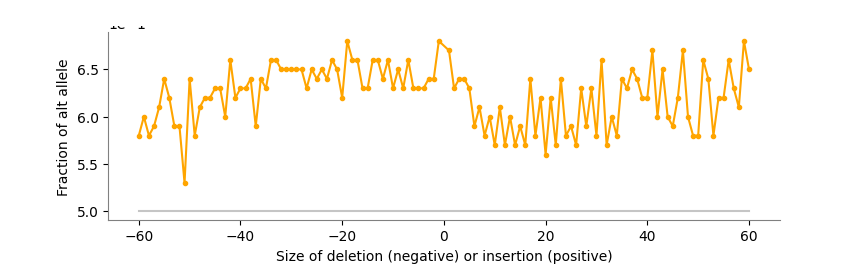 6.5
6.0
5.5
5.0
Fraction of alt allele
−60 −40 −20 0 20 40 60
Size of deletion (negative) or insertion (positive)